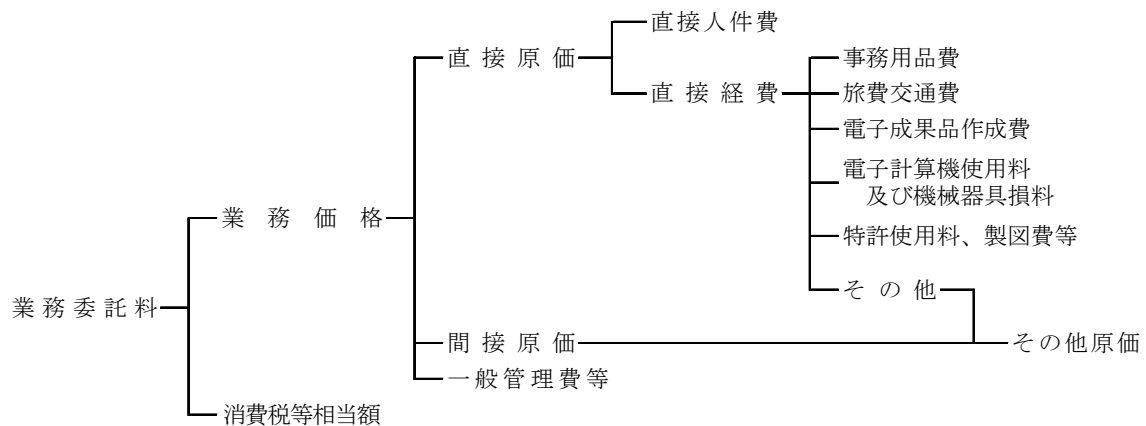 直接人件費
直接原価
事務用品費
直接経費
旅費交通費
電子成果品作成費
電子計算機使用料
及び機械器具損料
業務価格
特許使用料、製図費等
その他
業務委託料
間接原価
その他原価
一般管理費等
消費税等相当額